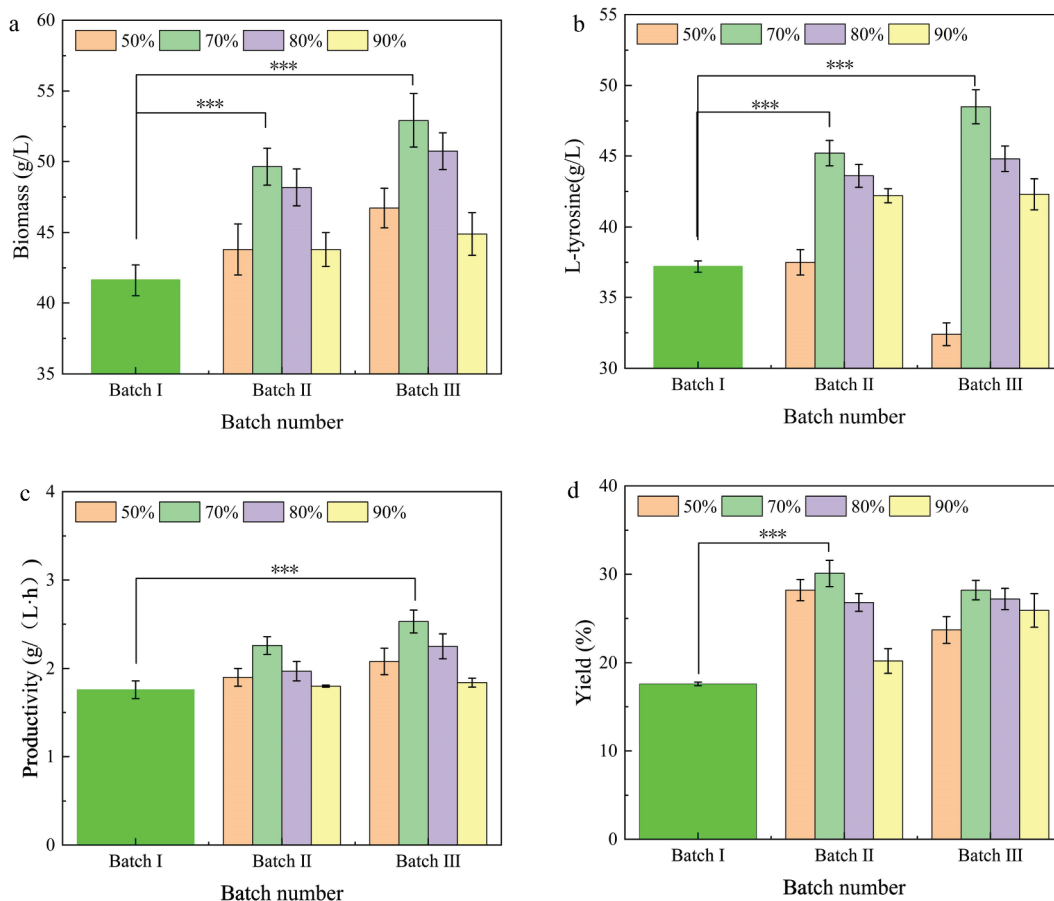 a
50% 70% 80% 90%
***
***
Biomass (g/L)
60
55
50
45
40
35
Batch I Batch II Batch III
Batch number
b
50% 70% 80% 90%
***
***
L-tyrosine(g/L)
55
50
45
40
35
30
Batch I Batch II Batch III
Batch number
c
50% 70% 80% 90%
***
Productivity (g/（L·h）)
4
3
2
1
0
Batch I Batch II Batch III
Batch number
d
50% 70% 80% 90%
***
Yield (%)
40
30
20
10
0
Batch I Batch II Batch III
Batch number